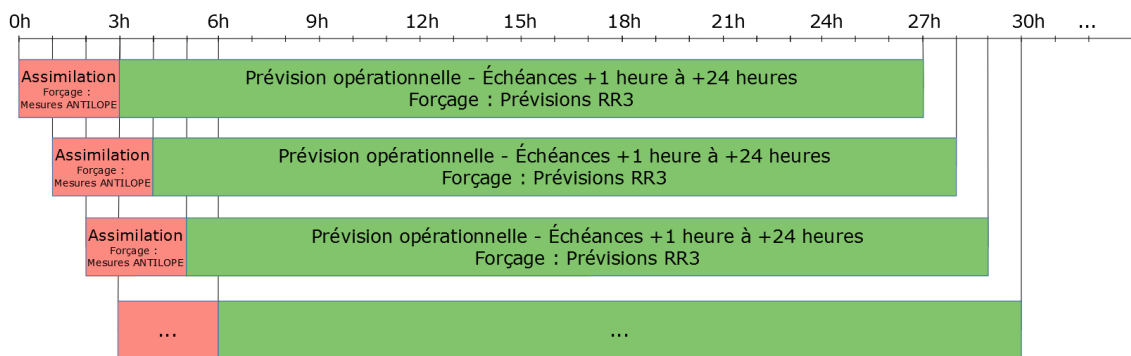 0h 3h 6h 9h 12h 15h 18h 21h 24h 27h 30h ...
Assimilation
Forçage :
Mesures ANTILOPE
Prévision opérationnelle - Échéances +1 heure à +24 heures
Forçage : Prévisions RR3
Assimilation
Forçage :
Mesures ANTILOPE
Prévision opérationnelle - Échéances +1 heure à +24 heures
Forçage : Prévisions RR3
Assimilation
Forçage :
Mesures ANTILOPE
Prévision opérationnelle - Échéances +1 heure à +24 heures
Forçage : Prévisions RR3
... ...